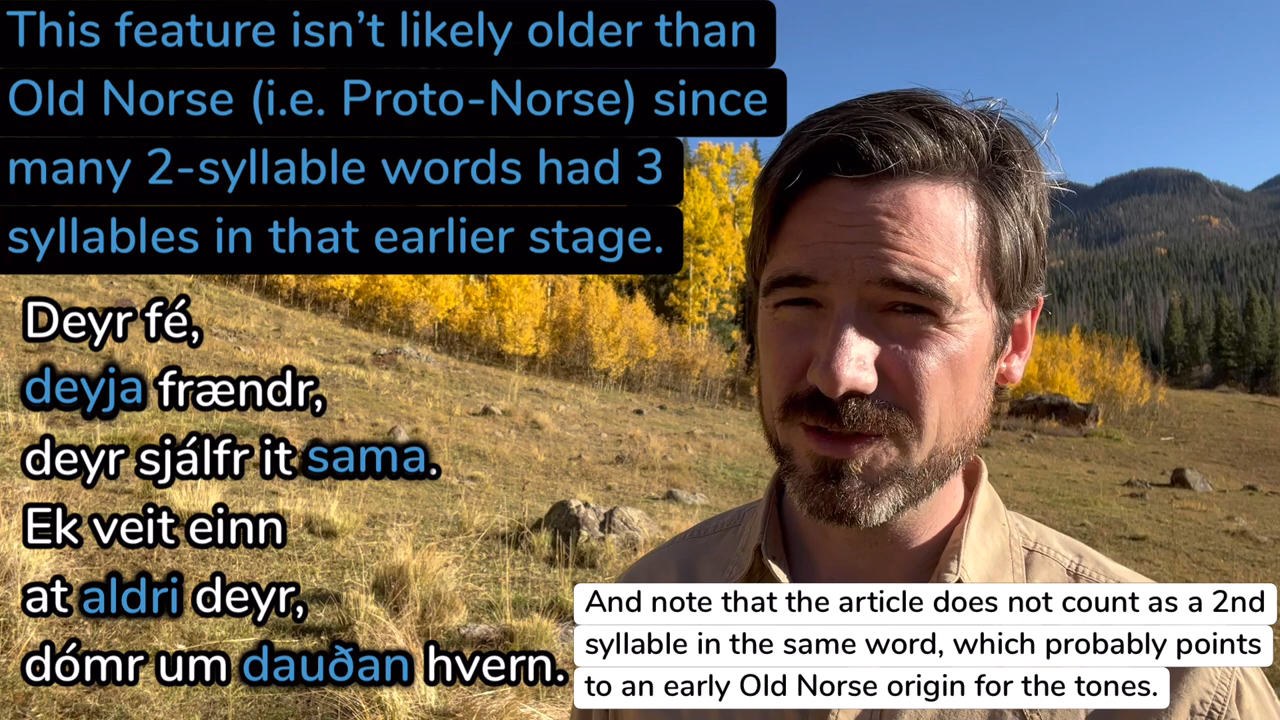 This feature isn’t likely older than
Old Norse (i.e. Proto-Norse) since
many 2-syllable words had 3
syllables in that earlier stage.
Deyr fé,
deyja frændr,
deyr sjálfr it sama.
Ek veit einn
at aldri deyr,
dómr um dauðan hvern.
And note that the article does not count as a 2nd
syllable in the same word, which probably points
to an early Old Norse origin for the tones.